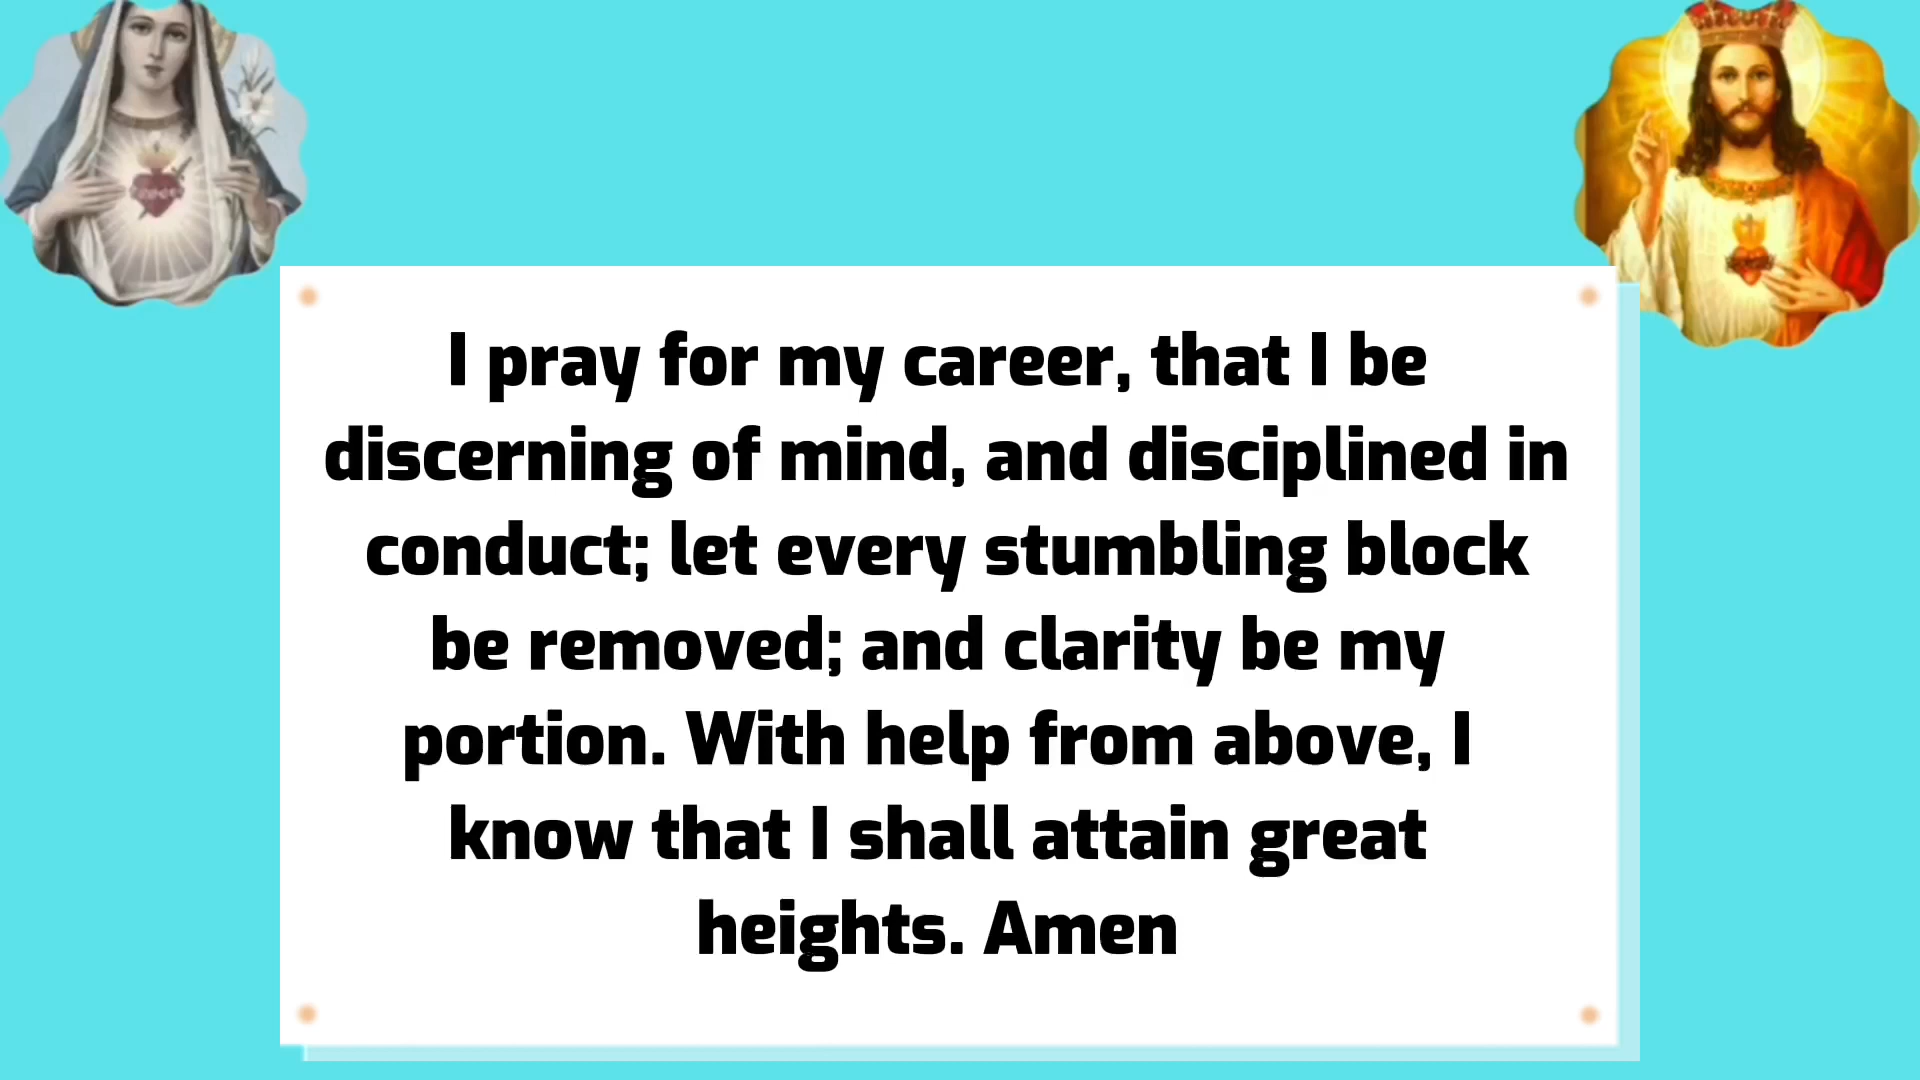 I pray for my career, that I be
discerning of mind, and disciplined in
conduct; let every stumbling block
be removed; and clarity be my
portion. With help from above, I
know that I shall attain great
heights. Amen